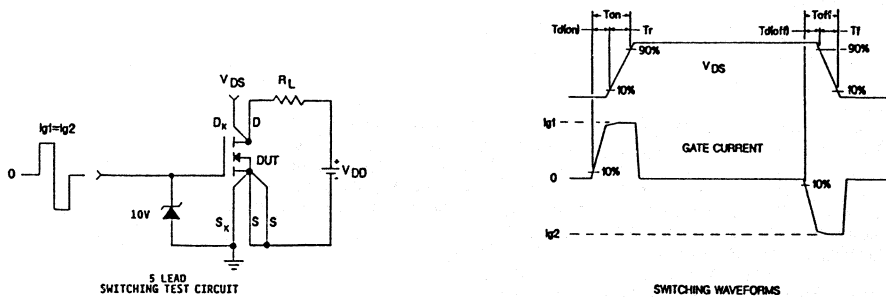 V DS
R L
Ig1=Ig2
D K
D
0
DUT
V DD
+
-
10V
S K
S
S
5 LEAD
SWITCHING TEST CIRCUIT
Ton
Td(on)
Tr
90%
V DS
10%
Toff
Td(off)
Tf
90%
10%
Ig1
GATE CURRENT
0
10%
10%
Ig2
SWITCHING WAVEFORMS